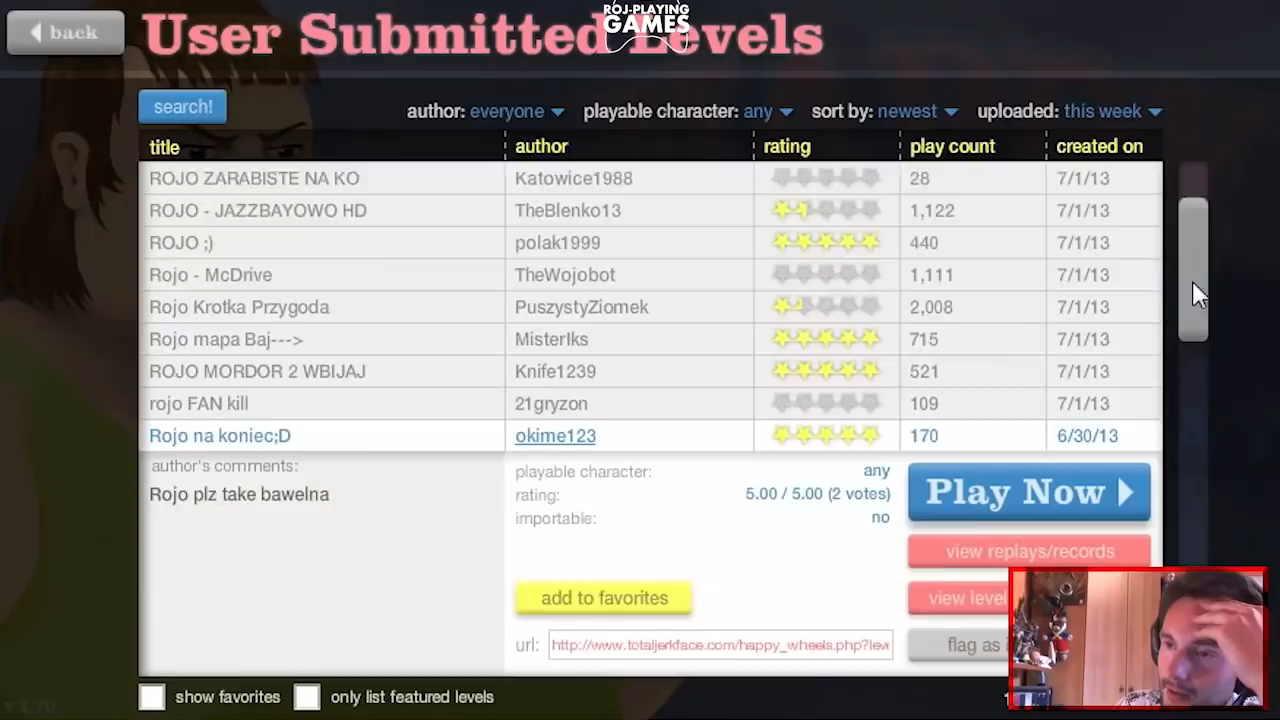 back
User Submitted Levels
ROJ-PLAYING
GAMES
search!
author: everyone playable character: any sort by: newest uploaded: this week
title author rating play count created on
ROJO ZARABISTE NA KO Katowice1988 28 7/1/13
ROJO - JAZZBAYOWO HD TheBlenko13 1,122 7/1/13
ROJO ;) polak1999 440 7/1/13
Rojo - McDrive TheWojobot 1,111 7/1/13
Rojo Krotka Przygoda PuszystyZiomek 2,008 7/1/13
Rojo mapa Baj---> MisterIks 715 7/1/13
ROJO MORDOR 2 WBIJAJ Knife1239 521 7/1/13
rojo FAN kill 21gryzon 109 7/1/13
Rojo na koniec;D okime123 170 6/30/13
author's comments:
Rojo plz take bawelna
playable character: any
rating: 5.00 / 5.00 (2 votes)
importable: no
add to favorites
url: http://www.totaljerkface.com/happy_wheels.php?lev
Play Now
view replays/records
view level
flag as
show favorites only list featured levels